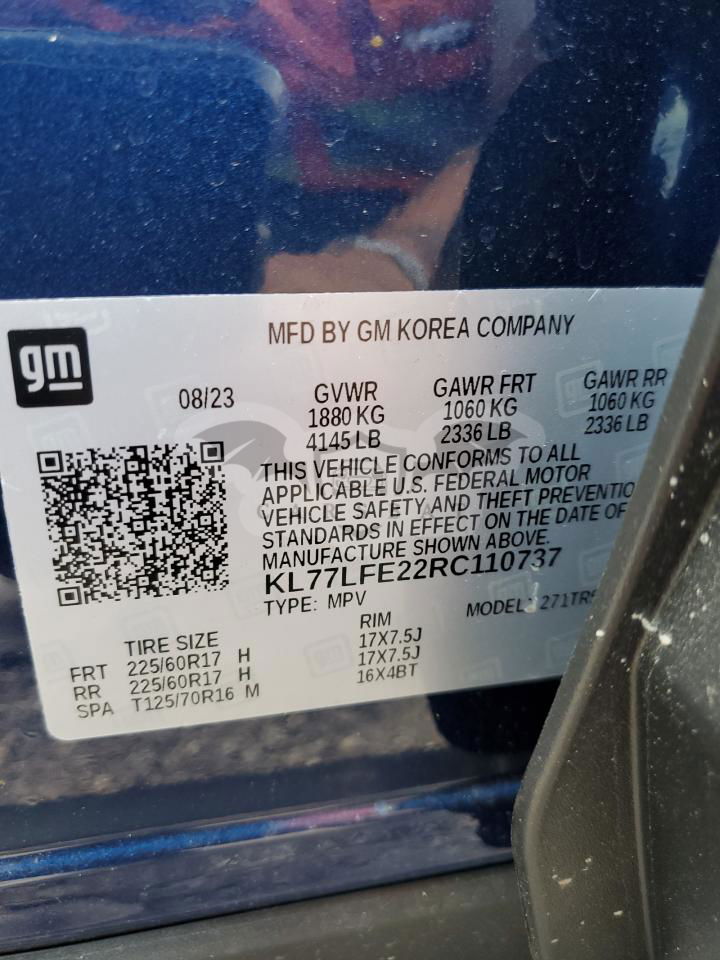 gm
MFD BY GM KOREA COMPANY
08/23
GVWR GAWR FRT GAWR RR
1880 KG 1060 KG 1060 KG
4145 LB 2336 LB 2336 LB
THIS VEHICLE CONFORMS TO ALL
APPLICABLE U.S. FEDERAL MOTOR
VEHICLE SAFETY AND THEFT PREVENTIO
STANDARDS IN EFFECT ON THE DATE OF
MANUFACTURE SHOWN ABOVE.
KL77LFE22RC110737
TYPE: MPV MODEL: 271TR
TIRE SIZE RIM
FRT 225/60R17 H 17X7.5J
RR 225/60R17 H 17X7.5J
SPA T125/70R16 M 16X4BT